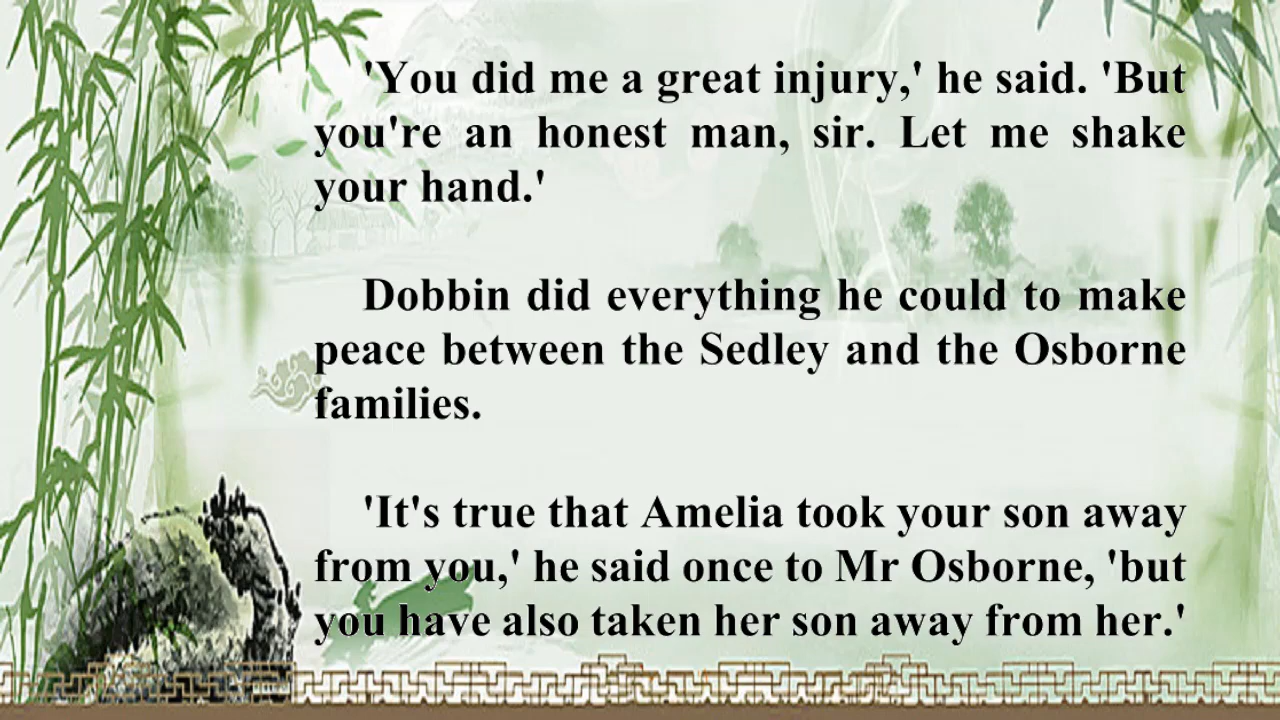 'You did me a great injury,' he said. 'But
you're an honest man, sir. Let me shake
your hand.'
Dobbin did everything he could to make
peace between the Sedley and the Osborne
families.
'It's true that Amelia took your son away
from you,' he said once to Mr Osborne, 'but
you have also taken her son away from her.'